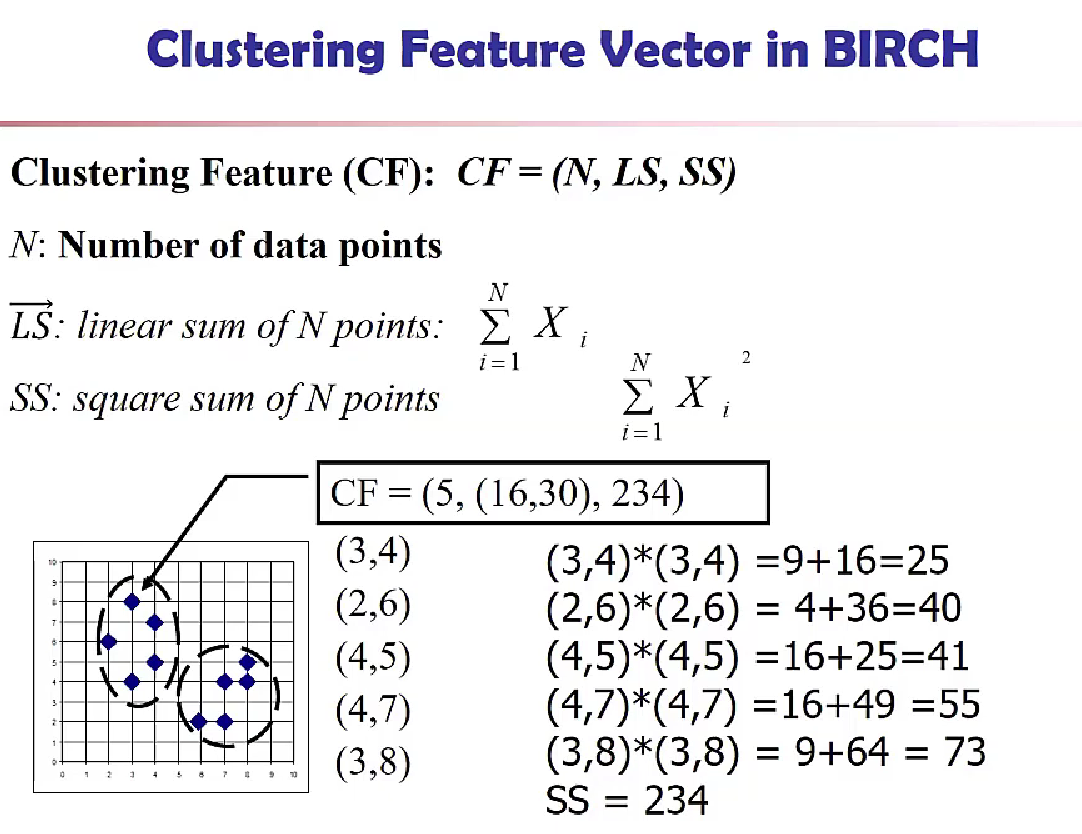 Clustering Feature Vector in BIRCH
Clustering Feature (CF): CF = (N, LS, SS)
N: Number of data points
LS: linear sum of N points: N ∑ i=1 X i
SS: square sum of N points N ∑ i=1 X i 2
CF = (5, (16,30), 234)
(3,4)
(2,6)
(4,5)
(4,7)
(3,8)
(3,4)*(3,4) =9+16=25
(2,6)*(2,6) = 4+36=40
(4,5)*(4,5) =16+25=41
(4,7)*(4,7) =16+49 =55
(3,8)*(3,8) = 9+64 = 73
SS = 234
10
9
8
7
6
5
4
3
2
1
0
0 1 2 3 4 5 6 7 8 9 10